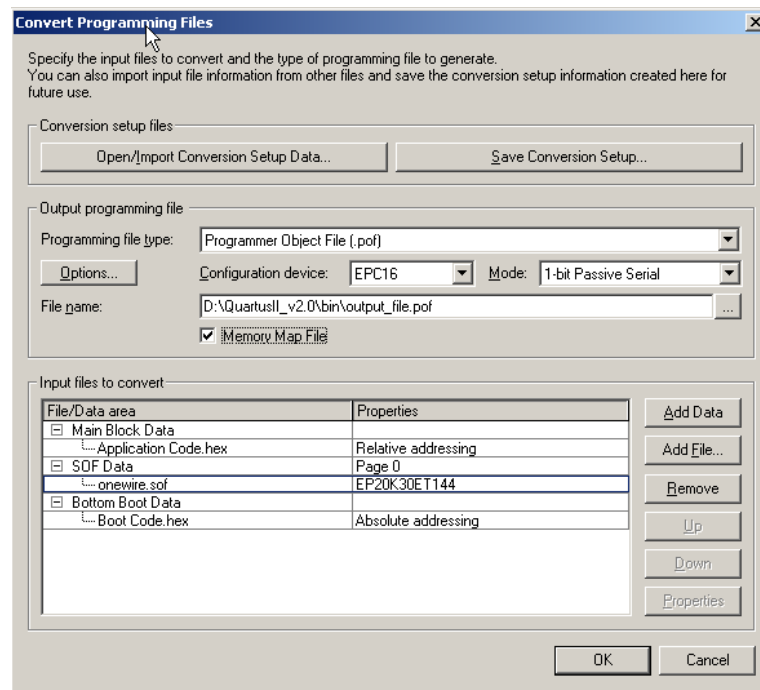 Convert Programming Files
Specify the input files to convert and the type of programming file to generate.
You can also import input file information from other files and save the conversion setup information created here for
future use.
Conversion setup files
Open/Import Conversion Setup Data...
Save Conversion Setup...
Output programming file
Programming file type:
Programmer Object File (.pof)
Options...
Configuration device:
EPC16
Mode:
1-bit Passive Serial
File name:
D:\QuartusII_v2.0\bin\output_file.pof
...
Memory Map File
Input files to convert
File/Data area
Properties
Add Data
Main Block Data
Application Code.hex
Relative addressing
Add File...
SOF Data
Page 0
onewire.sof
EP20K30ET144
Remove
Bottom Boot Data
Boot Code.hex
Absolute addressing
Up
Down
Properties
OK
Cancel